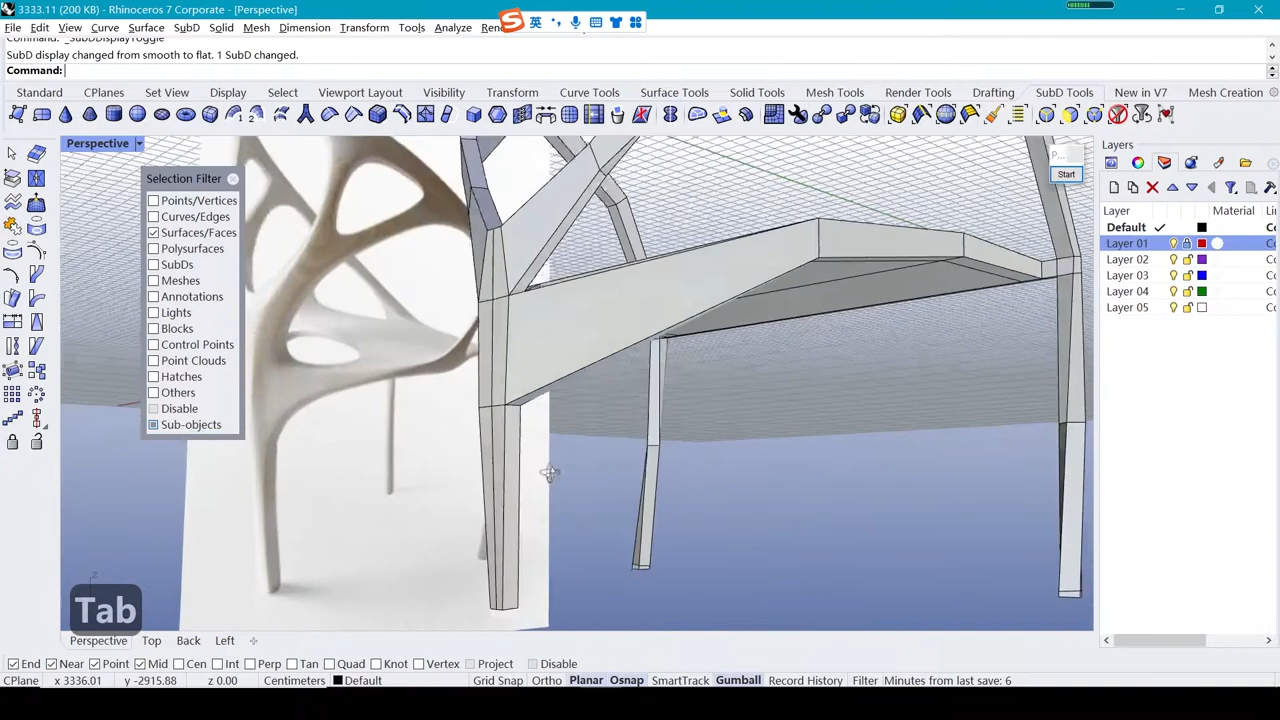 3333.11 (200 KB) - Rhinoceros 7 Corporate - [Perspective]
英
File Edit View Curve Surface SubD Solid Mesh Dimension Transform Tools Analyze
SubD display changed from smooth to flat. 1 SubD changed.
Command:
Standard CPlanes Set View Display Select Viewport Layout Visibility Transform Curve Tools Surface Tools Solid Tools Mesh Tools Render Tools Drafting SubD Tools New in V7 Mesh Creation
Perspective
Layers
P...
Start
Selection Filter
Points/Vertices
Curves/Edges
Surfaces/Faces
Polysurfaces
SubDs
Meshes
Annotations
Lights
Blocks
Control Points
Point Clouds
Hatches
Others
Disable
Sub-objects
Layer Material
Default
Layer 01
Layer 02
Layer 03
Layer 04
Layer 05
z
Tab
Perspective Top Back Left
End Near Point Mid Cen Int Perp Tan Quad Knot Vertex Project Disable
CPlane x 3336.01 y -2915.88 z 0.00 Centimeters Default Grid Snap Ortho Planar Osnap SmartTrack Gumball Record History Filter Minutes from last save: 6